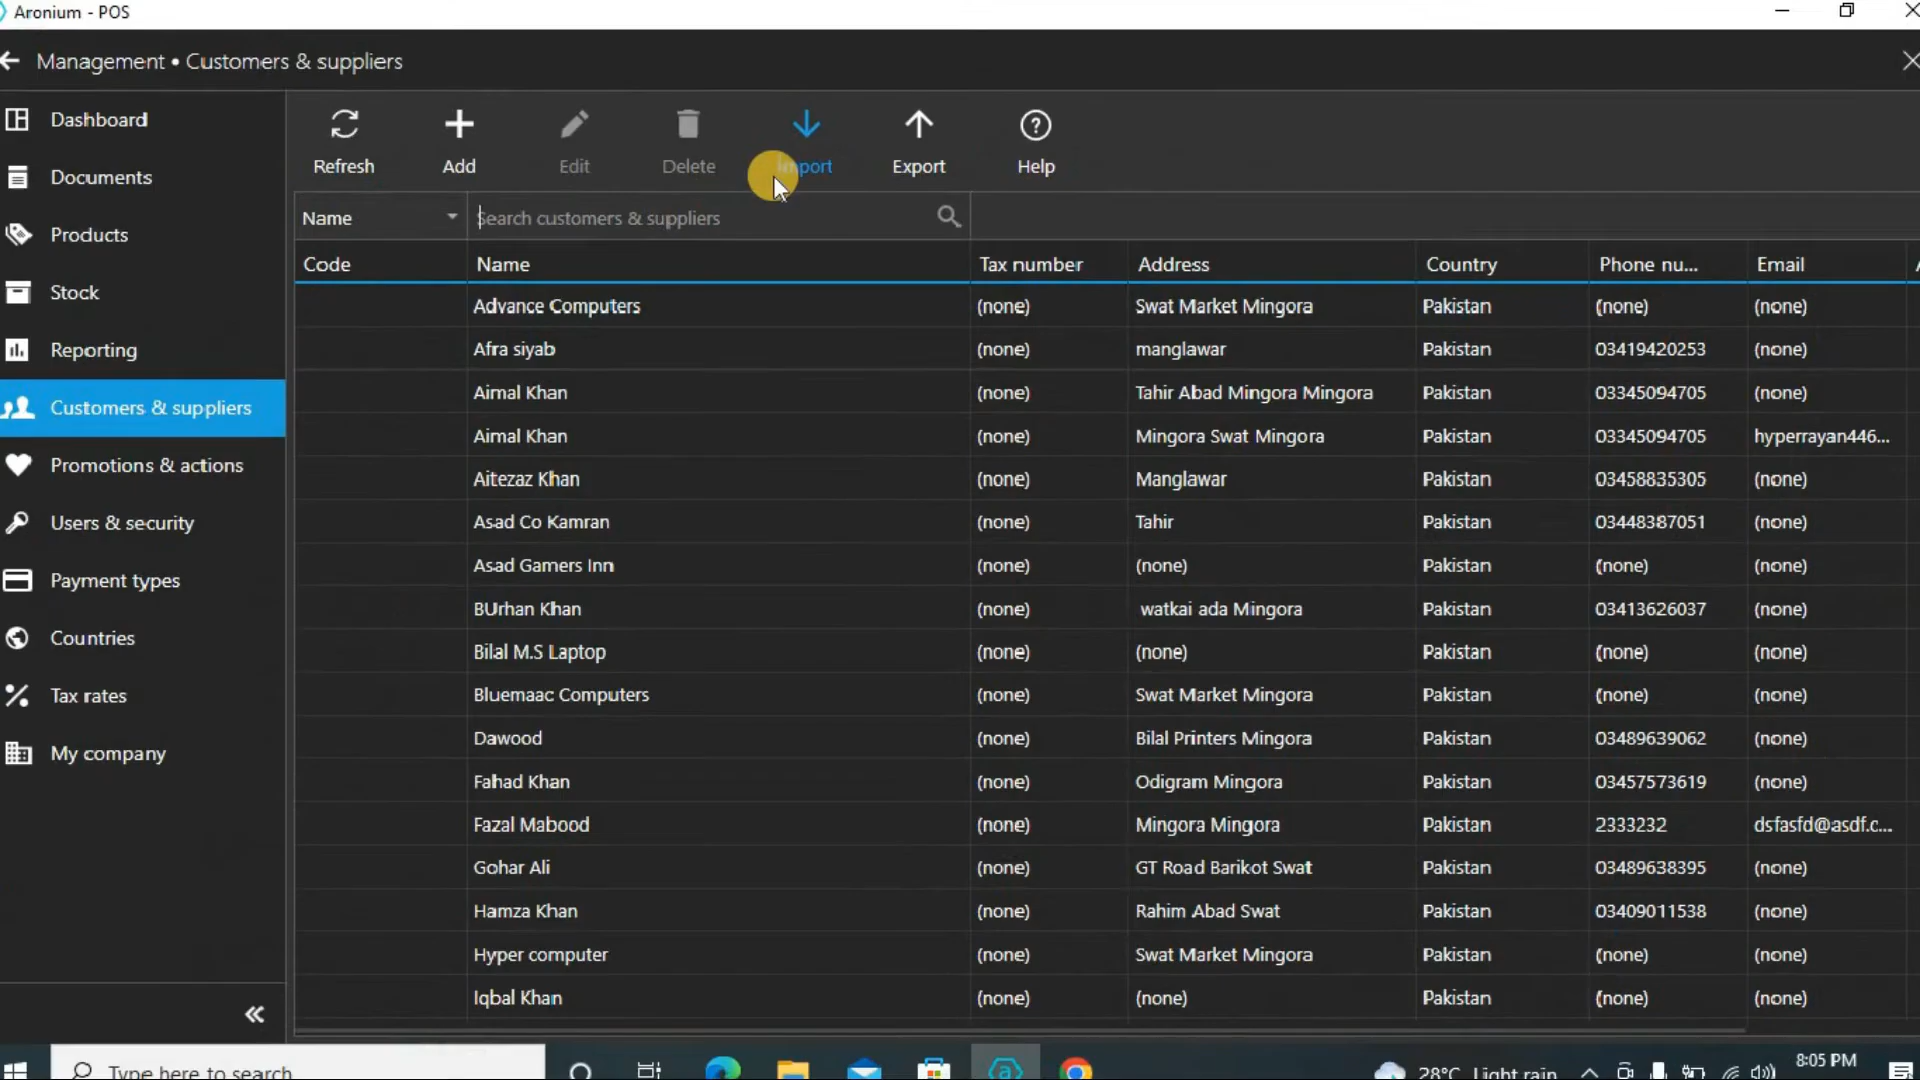 Aronium - POS
Management • Customers & suppliers
Dashboard
Documents
Products
Stock
Reporting
Customers & suppliers
Promotions & actions
Users & security
Payment types
Countries
Tax rates
My company
Refresh Add Edit Delete Import Export Help
Name Search customers & suppliers
Code Name Tax number Address Country Phone nu... Email
Advance Computers (none) Swat Market Mingora Pakistan (none) (none)
Afra siyab (none) manglawar Pakistan 03419420253 (none)
Aimal Khan (none) Tahir Abad Mingora Mingora Pakistan 03345094705 (none)
Aimal Khan (none) Mingora Swat Mingora Pakistan 03345094705 hyperrayan446...
Aitezaz Khan (none) Manglawar Pakistan 03458835305 (none)
Asad Co Kamran (none) Tahir Pakistan 03448387051 (none)
Asad Gamers Inn (none) (none) Pakistan (none) (none)
BUrhan Khan (none) watkai ada Mingora Pakistan 03413626037 (none)
Bilal M.S Laptop (none) (none) Pakistan (none) (none)
Bluemaac Computers (none) Swat Market Mingora Pakistan (none) (none)
Dawood (none) Bilal Printers Mingora Pakistan 03489639062 (none)
Fahad Khan (none) Odigram Mingora Pakistan 03457573619 (none)
Fazal Mabood (none) Mingora Mingora Pakistan 2333232 dsfasfd@asdf.c...
Gohar Ali (none) GT Road Barikot Swat Pakistan 03489638395 (none)
Hamza Khan (none) Rahim Abad Swat Pakistan 03409011538 (none)
Hyper computer (none) Swat Market Mingora Pakistan (none) (none)
Iqbal Khan (none) (none) Pakistan (none) (none)
Type here to search
28°C Light rain
8:05 PM